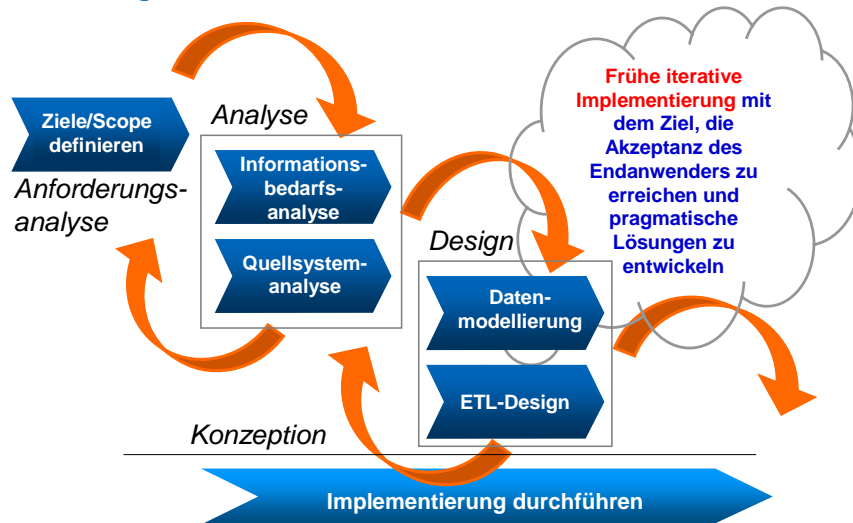 Ziele/Scope
definieren
Anforderungs-
analyse
Analyse
Informations-
bedarfs-
analyse
Quellsystem-
analyse
Design
Daten-
modellierung
ETL-Design
Frühe iterative
Implementierung mit
dem Ziel, die
Akzeptanz des
Endanwenders zu
erreichen und
pragmatische
Lösungen zu
entwickeln
Konzeption
Implementierung durchführen